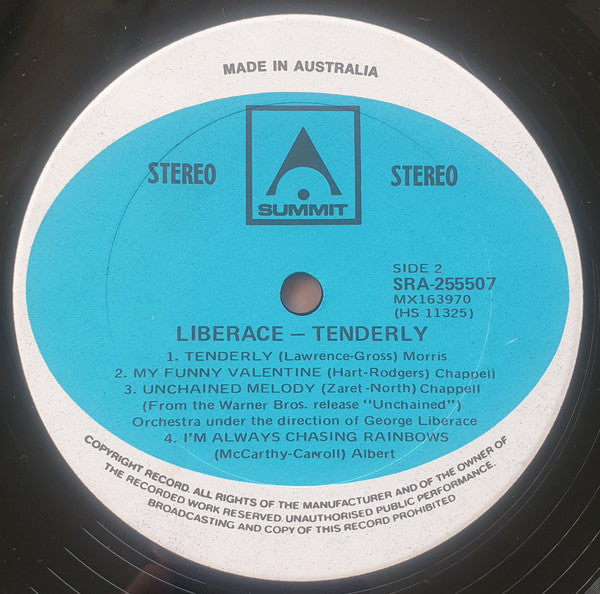 MADE IN AUSTRALIA
STEREO
SUMMIT
STEREO
SIDE 2
SRA-255507
MX163970
(HS 11325)
LIBERACE – TENDERLY
1. TENDERLY (Lawrence-Gross) Morris
2. MY FUNNY VALENTINE (Hart-Rodgers) Chappell
3. UNCHAINED MELODY (Zaret-North) Chappell
(From the Warner Bros. release "Unchained")
Orchestra under the direction of George Liberace
4. I'M ALWAYS CHASING RAINBOWS
(McCarthy-Carroll) Albert
COPYRIGHT RECORD. ALL RIGHTS OF THE MANUFACTURER AND OF THE OWNER OF
THE RECORDED WORK RESERVED. UNAUTHORISED PUBLIC PERFORMANCE.
BROADCASTING AND COPY OF THIS RECORD PROHIBITED